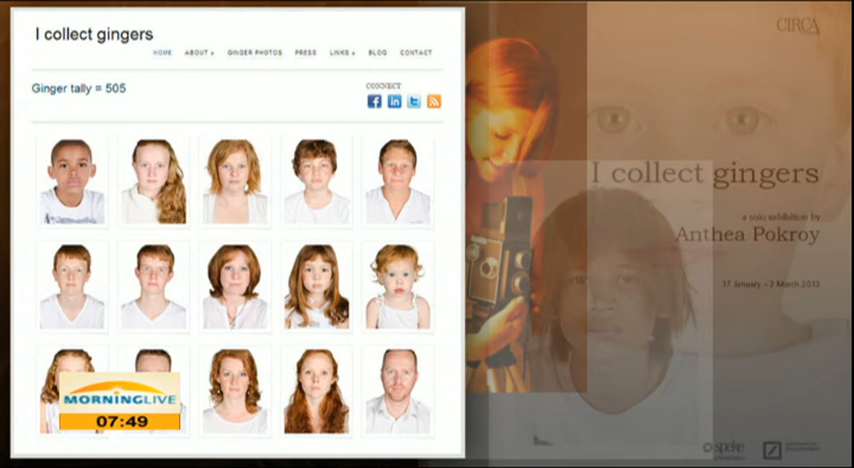 I collect gingers
HOME ABOUT GINGER PHOTOS PRESS LINKS BLOG CONTACT
Ginger tally = 505
CONNECT
MORNINGLIVE
07:49
CIRCA
I collect gingers
a solo exhibition by
Anthea Pokroy
17 January - 2 March 2013
speke